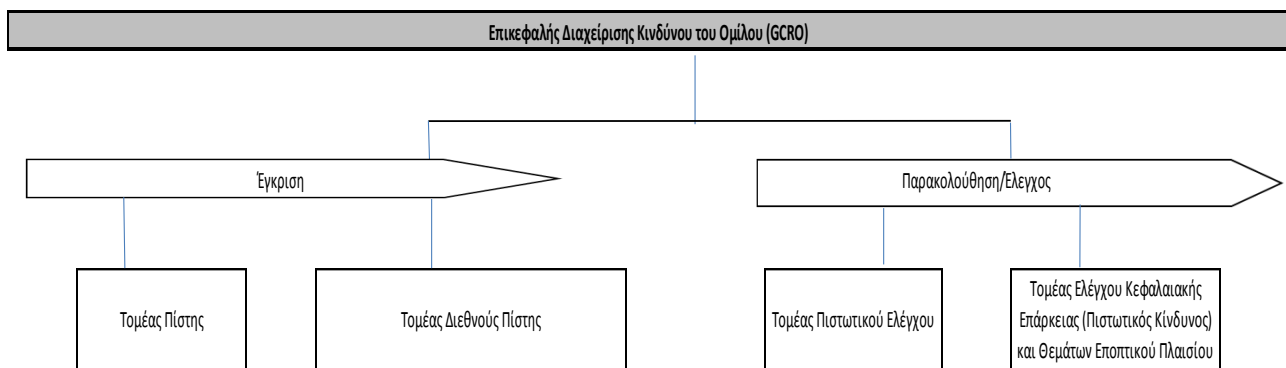 Επικεφαλής Διαχείρισης Κινδύνου του Ομίλου (GCRO)
Έγκριση
Παρακολούθηση/Έλεγχος
Τομέας Πίστης
Τομέας Διεθνούς Πίστης
Τομέας Πιστωτικού Ελέγχου
Τομέας Ελέγχου Κεφαλαιακής
Επάρκειας (Πιστωτικός Κίνδυνος)
και Θεμάτων Εποπτικού Πλαισίου